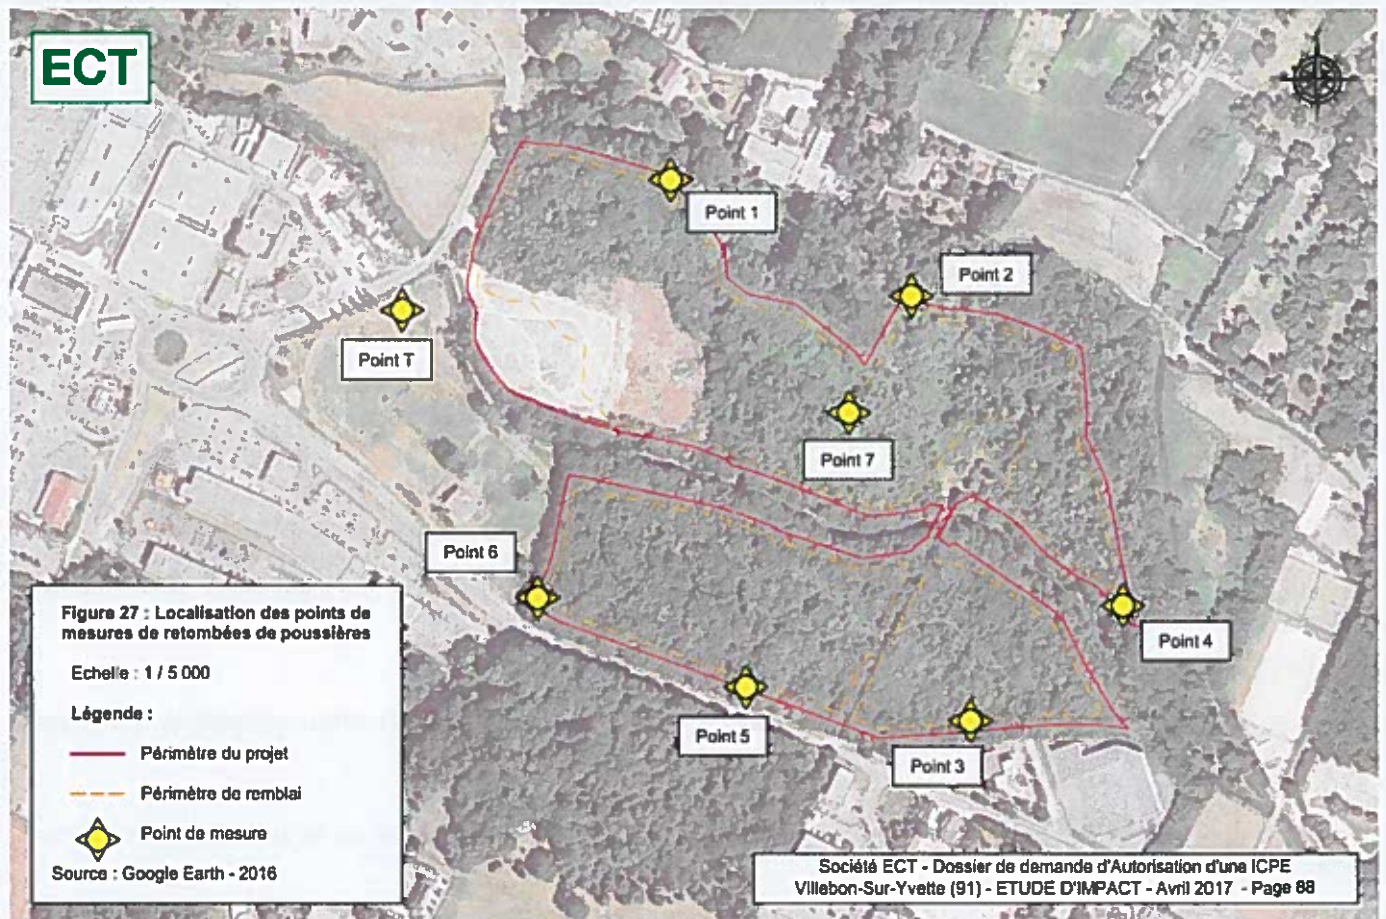 ECT
Point 1
Point 2
Point T
Point 7
Point 6
Point 4
Point 5
Point 3
Figure 27 : Localisation des points de
mesures de retombées de poussières
Echelle : 1 / 5 000
Légende :
Périmètre du projet
Périmètre de remblai
Point de mesure
Source : Google Earth - 2016
Société ECT - Dossier de demande d'Autorisation d'une ICPE
Villebon-Sur-Yvette (91) - ETUDE D'IMPACT - Avril 2017 - Page 88